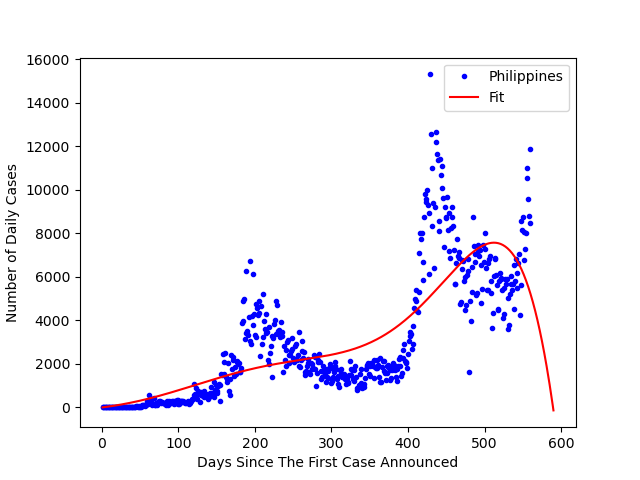 16000
14000
12000
10000
8000
6000
4000
2000
0
Number of Daily Cases
Philippines
Fit
0 100 200 300 400 500 600
Days Since The First Case Announced